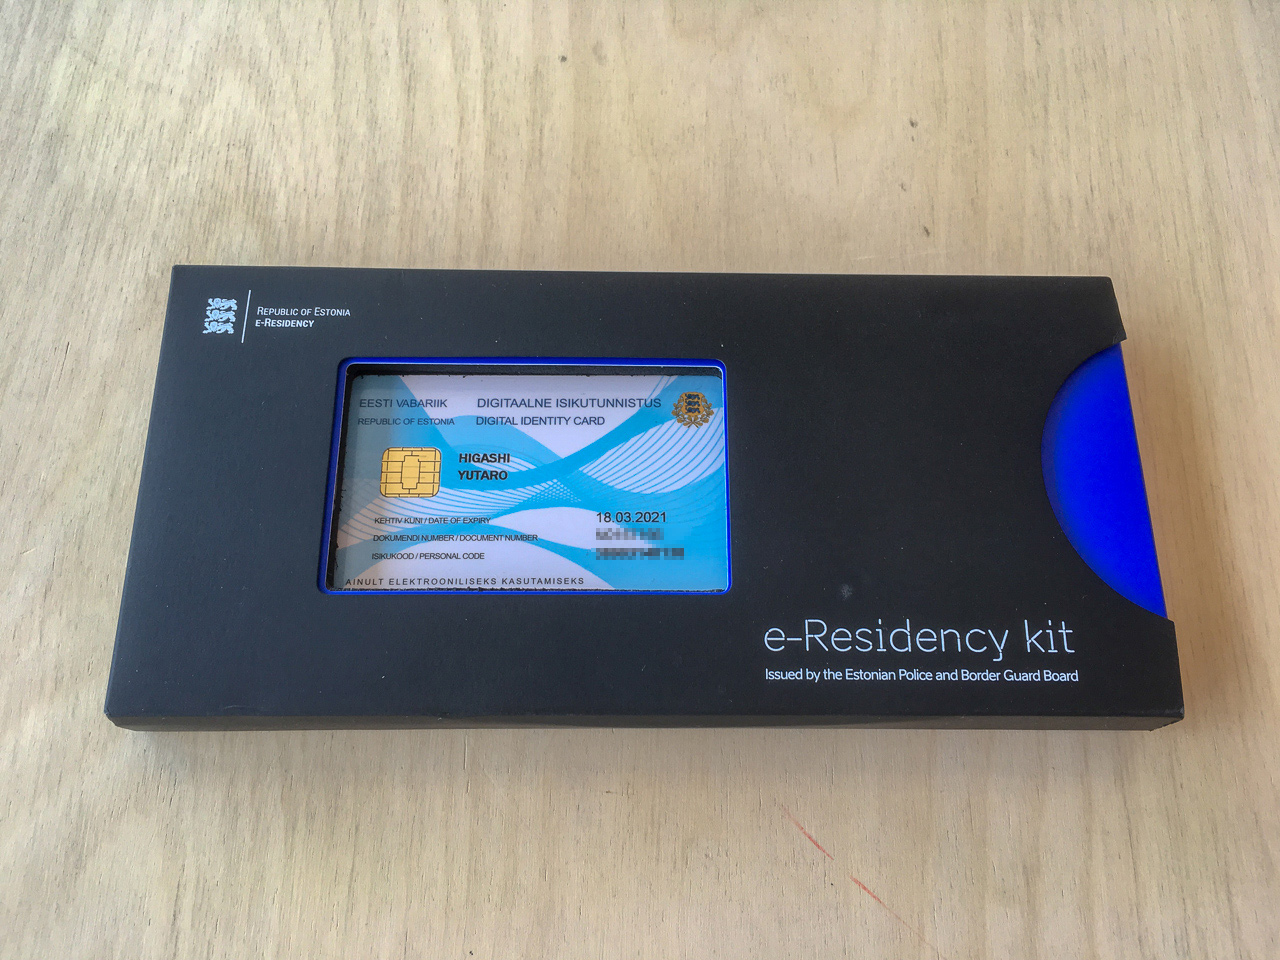 REPUBLIC OF ESTONIA
E-RESIDENCY
EESTI VABARIIK DIGITAALNE ISIKUTUNNISTUS
REPUBLIC OF ESTONIA DIGITAL IDENTITY CARD
HIGASHI
YUTARO
KEHTIV KUNI / DATE OF EXPIRY 18.03.2021
DOKUMENDI NUMBER / DOCUMENT NUMBER
ISIKUKOOD / PERSONAL CODE
AINULT ELEKTROONILISEKS KASUTAMISEKS
e-Residency kit
Issued by the Estonian Police and Border Guard Board